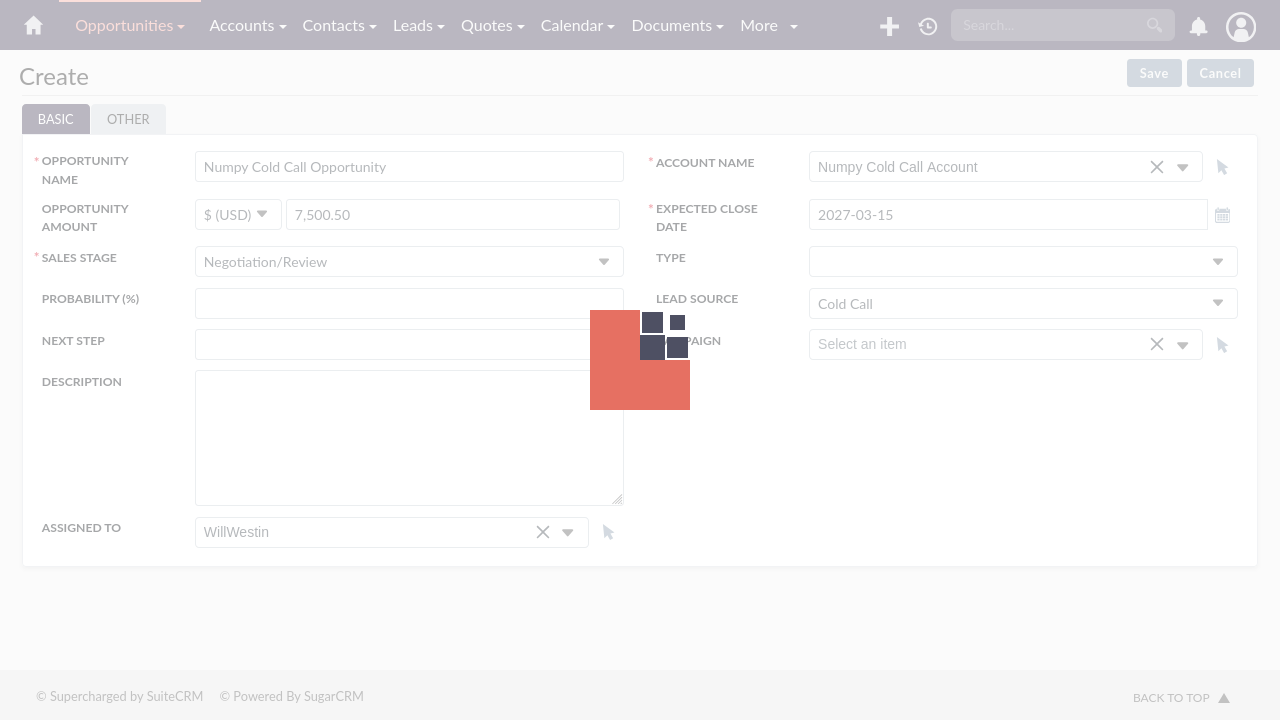 Opportunities Accounts Contacts Leads Quotes Calendar Documents More Search...
Create
Save Cancel
BASIC OTHER
* OPPORTUNITY NAME
Numpy Cold Call Opportunity
* ACCOUNT NAME
Numpy Cold Call Account
OPPORTUNITY AMOUNT
$ (USD) 7,500.50
* EXPECTED CLOSE DATE
2027-03-15
* SALES STAGE
Negotiation/Review
TYPE
PROBABILITY (%)
LEAD SOURCE
Cold Call
NEXT STEP
Select an item
DESCRIPTION
ASSIGNED TO
WillWestin
© Supercharged by SuiteCRM © Powered By SugarCRM
BACK TO TOP